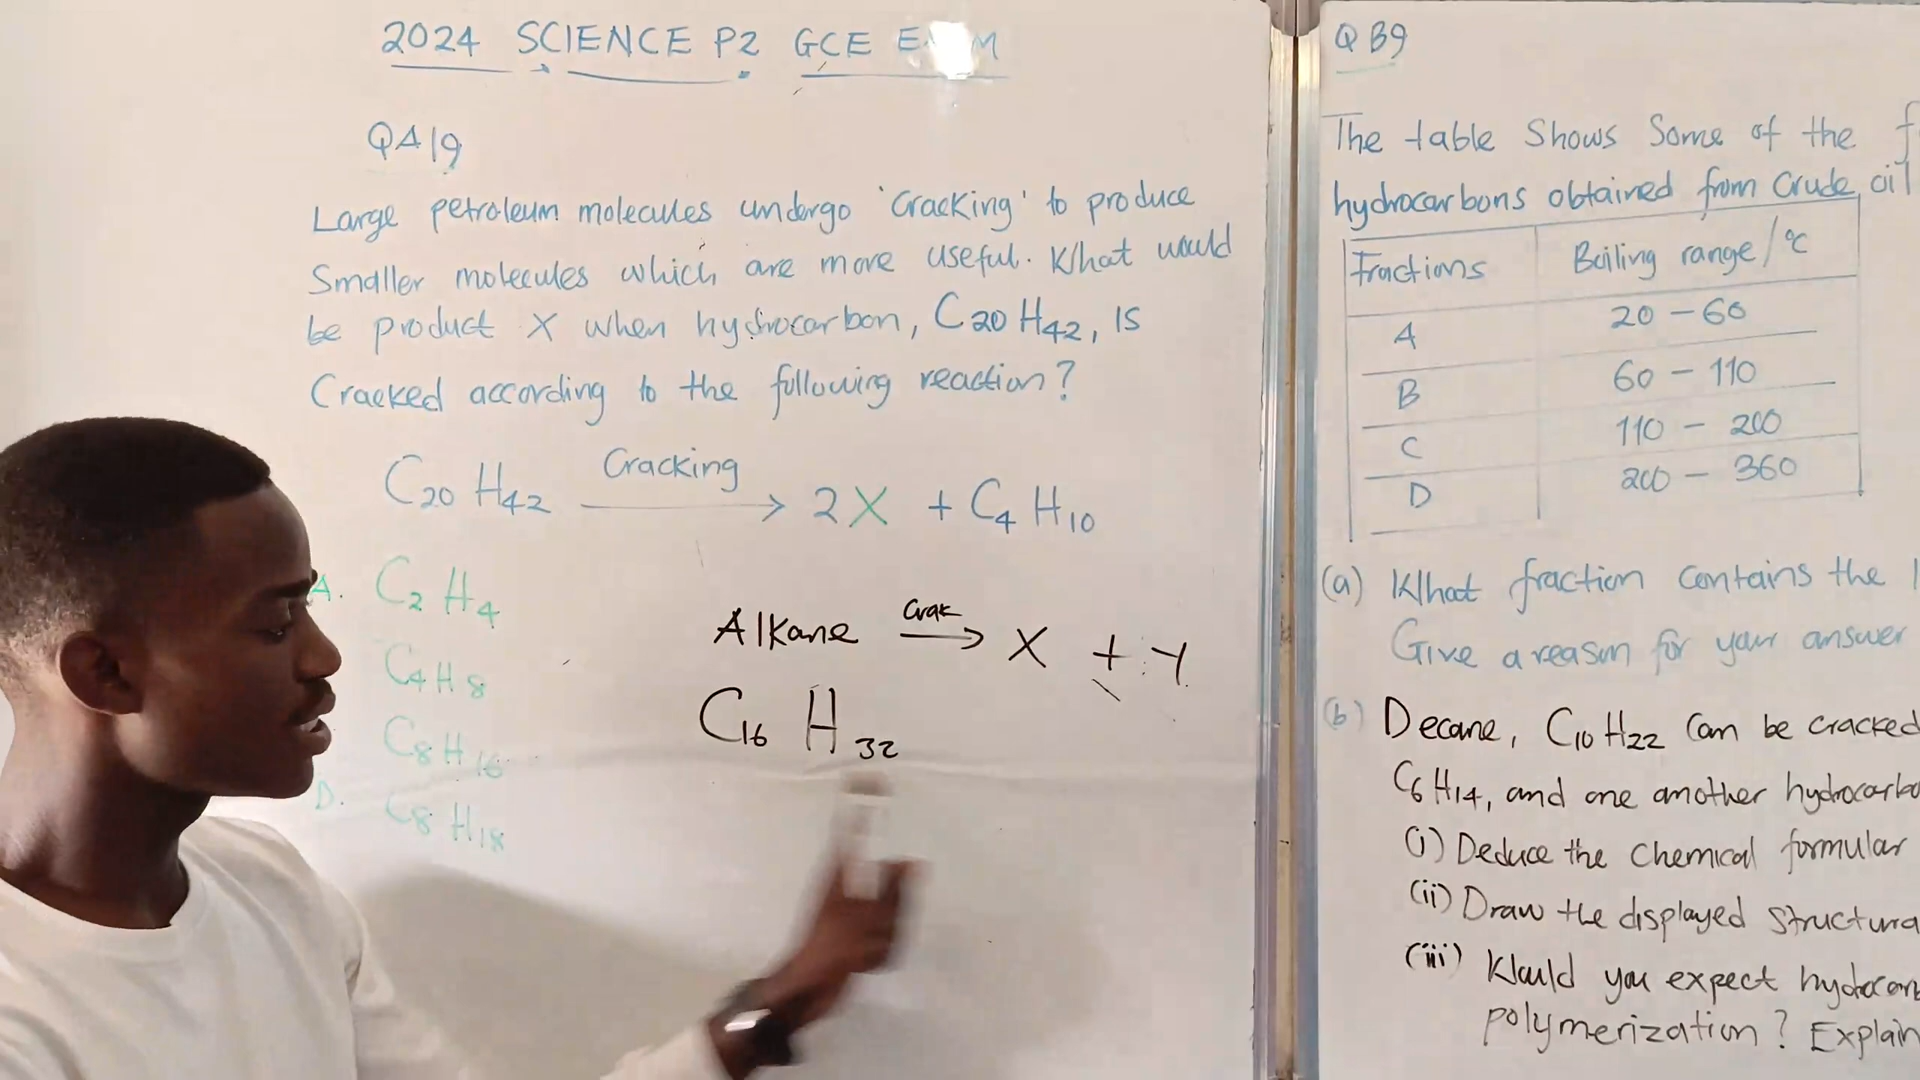 2024 SCIENCE P2 GCE
QA19
Large petroleum molecules undergo 'Cracking' to produce
Smaller molecules which are more useful. What would
be product X when hydrocarbon, C20 H42, is
Cracked according to the following reaction?
C20 H42 Cracking → 2X + C4 H10
A. C2 H4
C4 H8
C8 H16
D. C8 H18
Alkane Crak → X + Y
C16 H32
QB9
The table Shows Some of the
hydrocarbons obtained from Crude oil
Fractions Boiling range/°C
A 20 - 60
B 60 - 110
C 110 - 200
D 200 - 360
(a) What fraction contains the
Give a reason for your answer
(b) Decane, C10 H22 Can be cracked
C6 H14, and one another
(i) Deduce the Chemical formular
(ii) Draw the displayed
(iii) Would you expect
polymerization? Explain